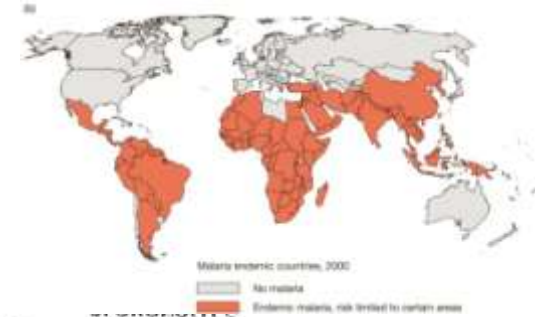 Malaria endemic countries, 2000
No malaria
Endemic malaria, risk limited to certain areas